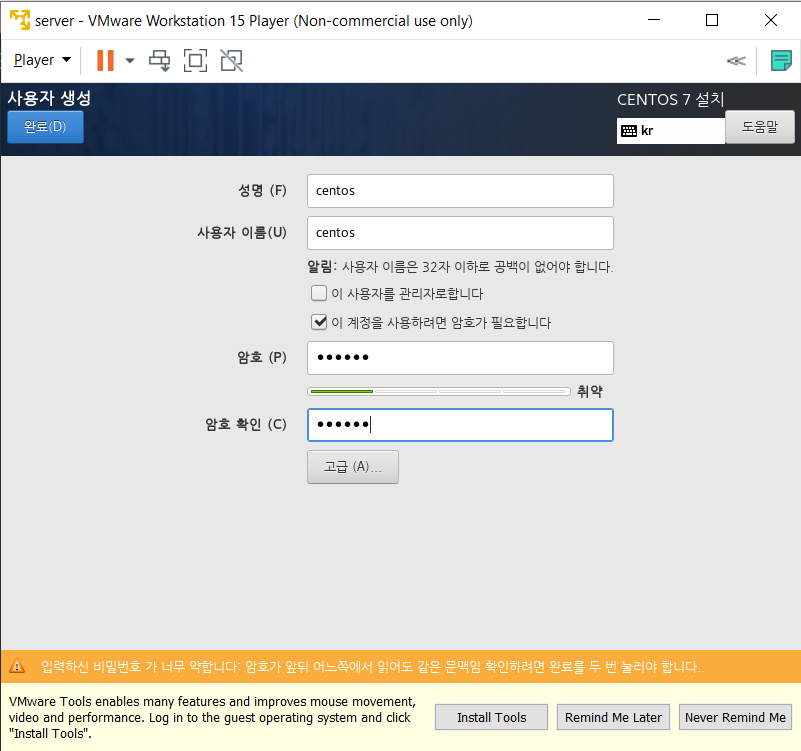 server - VMware Workstation 15 Player (Non-commercial use only)
Player
사용자 생성
CENTOS 7 설치
완료(D)
kr
도움말
성명 (F)
centos
사용자 이름(U)
centos
알림: 사용자 이름은 32자 이하로 공백이 없어야 합니다.
이 사용자를 관리자로합니다
이 계정을 사용하려면 암호가 필요합니다
암호 (P)
••••••
취약
암호 확인 (C)
••••••
고급 (A)...
입력하신 비밀번호 가 너무 약합니다: 암호가 앞뒤 어느쪽에서 읽어도 같은 문맥임 확인하려면 완료를 두 번 눌러야 합니다..
VMware Tools enables many features and improves mouse movement,
video and performance. Log in to the guest operating system and click
"Install Tools".
Install Tools
Remind Me Later
Never Remind Me